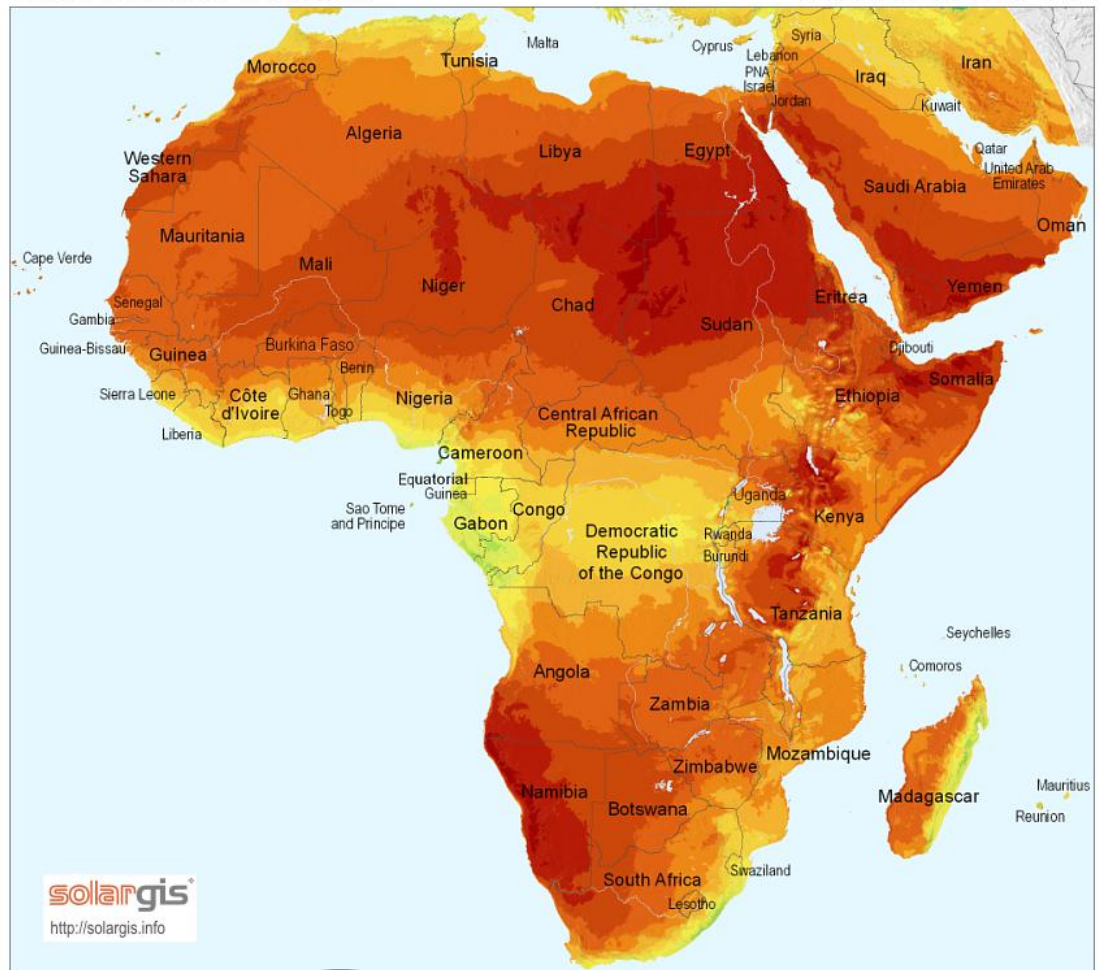 Malta
Cyprus
Syria
Lebanon
PNA
Israel
Jordan
Iraq
Iran
Kuwait
Morocco
Tunisia
Algeria
Libya
Egypt
Qatar
United Arab
Emirates
Saudi Arabia
Oman
Western
Sahara
Mauritania
Cape Verde
Mali
Niger
Chad
Sudan
Eritrea
Yemen
Senegal
Gambia
Guinea-Bissau
Guinea
Burkina Faso
Benin
Djibouti
Somalia
Ethiopia
Sierra Leone
Côte
d'Ivoire
Ghana
Togo
Nigeria
Liberia
Central African
Republic
Cameroon
Equatorial
Guinea
Sao Tome
and Principe
Gabon
Congo
Democratic
Republic
of the Congo
Uganda
Kenya
Rwanda
Burundi
Tanzania
Seychelles
Comoros
Angola
Zambia
Mozambique
Zimbabwe
Namibia
Botswana
Madagascar
Mauritius
Reunion
South Africa
Swaziland
Lesotho
solargis
http://solargis.info